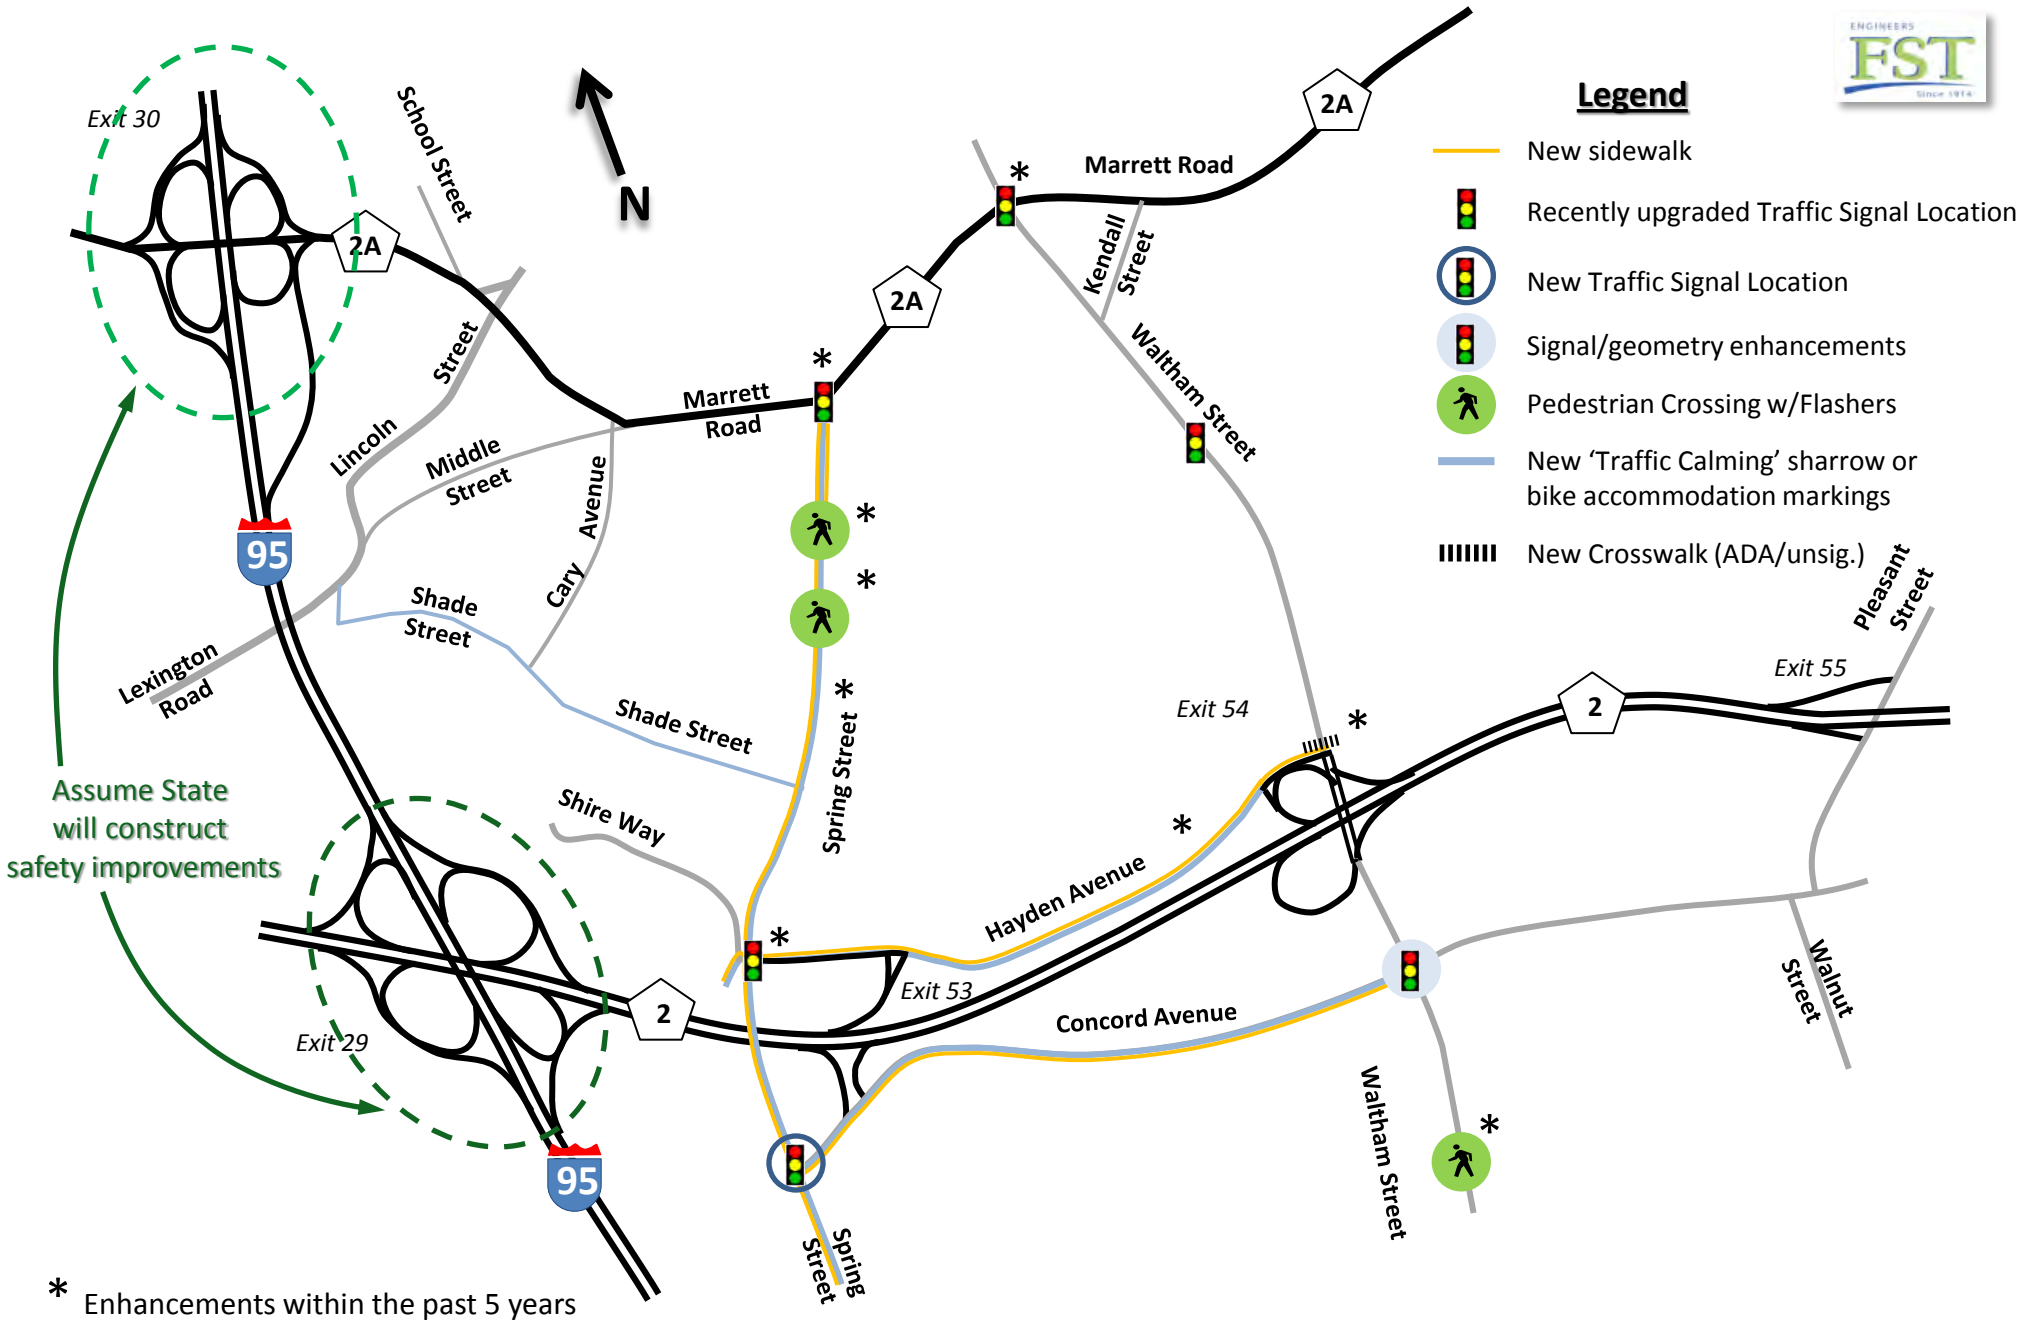 ENGINEERS
FST
Since 1914
Legend
New sidewalk
Recently upgraded Traffic Signal Location
New Traffic Signal Location
Signal/geometry enhancements
Pedestrian Crossing w/Flashers
New ‘Traffic Calming’ sharrow or
bike accommodation markings
New Crosswalk (ADA/unsig.)
Exit 30
School Street
N
2A
2A
2A
Marrett Road
Kendall
Street
Waltham Street
Lincoln
Street
Marrett
Road
Middle
Street
Cary
Avenue
95
Shade
Street
Lexington
Road
Shade Street
Spring Street
Shire Way
Assume State
will construct
safety improvements
Exit 54
Exit 55
Pleasant
Street
2
Hayden Avenue
Exit 53
Concord Avenue
Walnut
Street
Exit 29
2
95
Waltham Street
Spring
Street
* Enhancements within the past 5 years
*
*
*
*
*
*
*
*
*